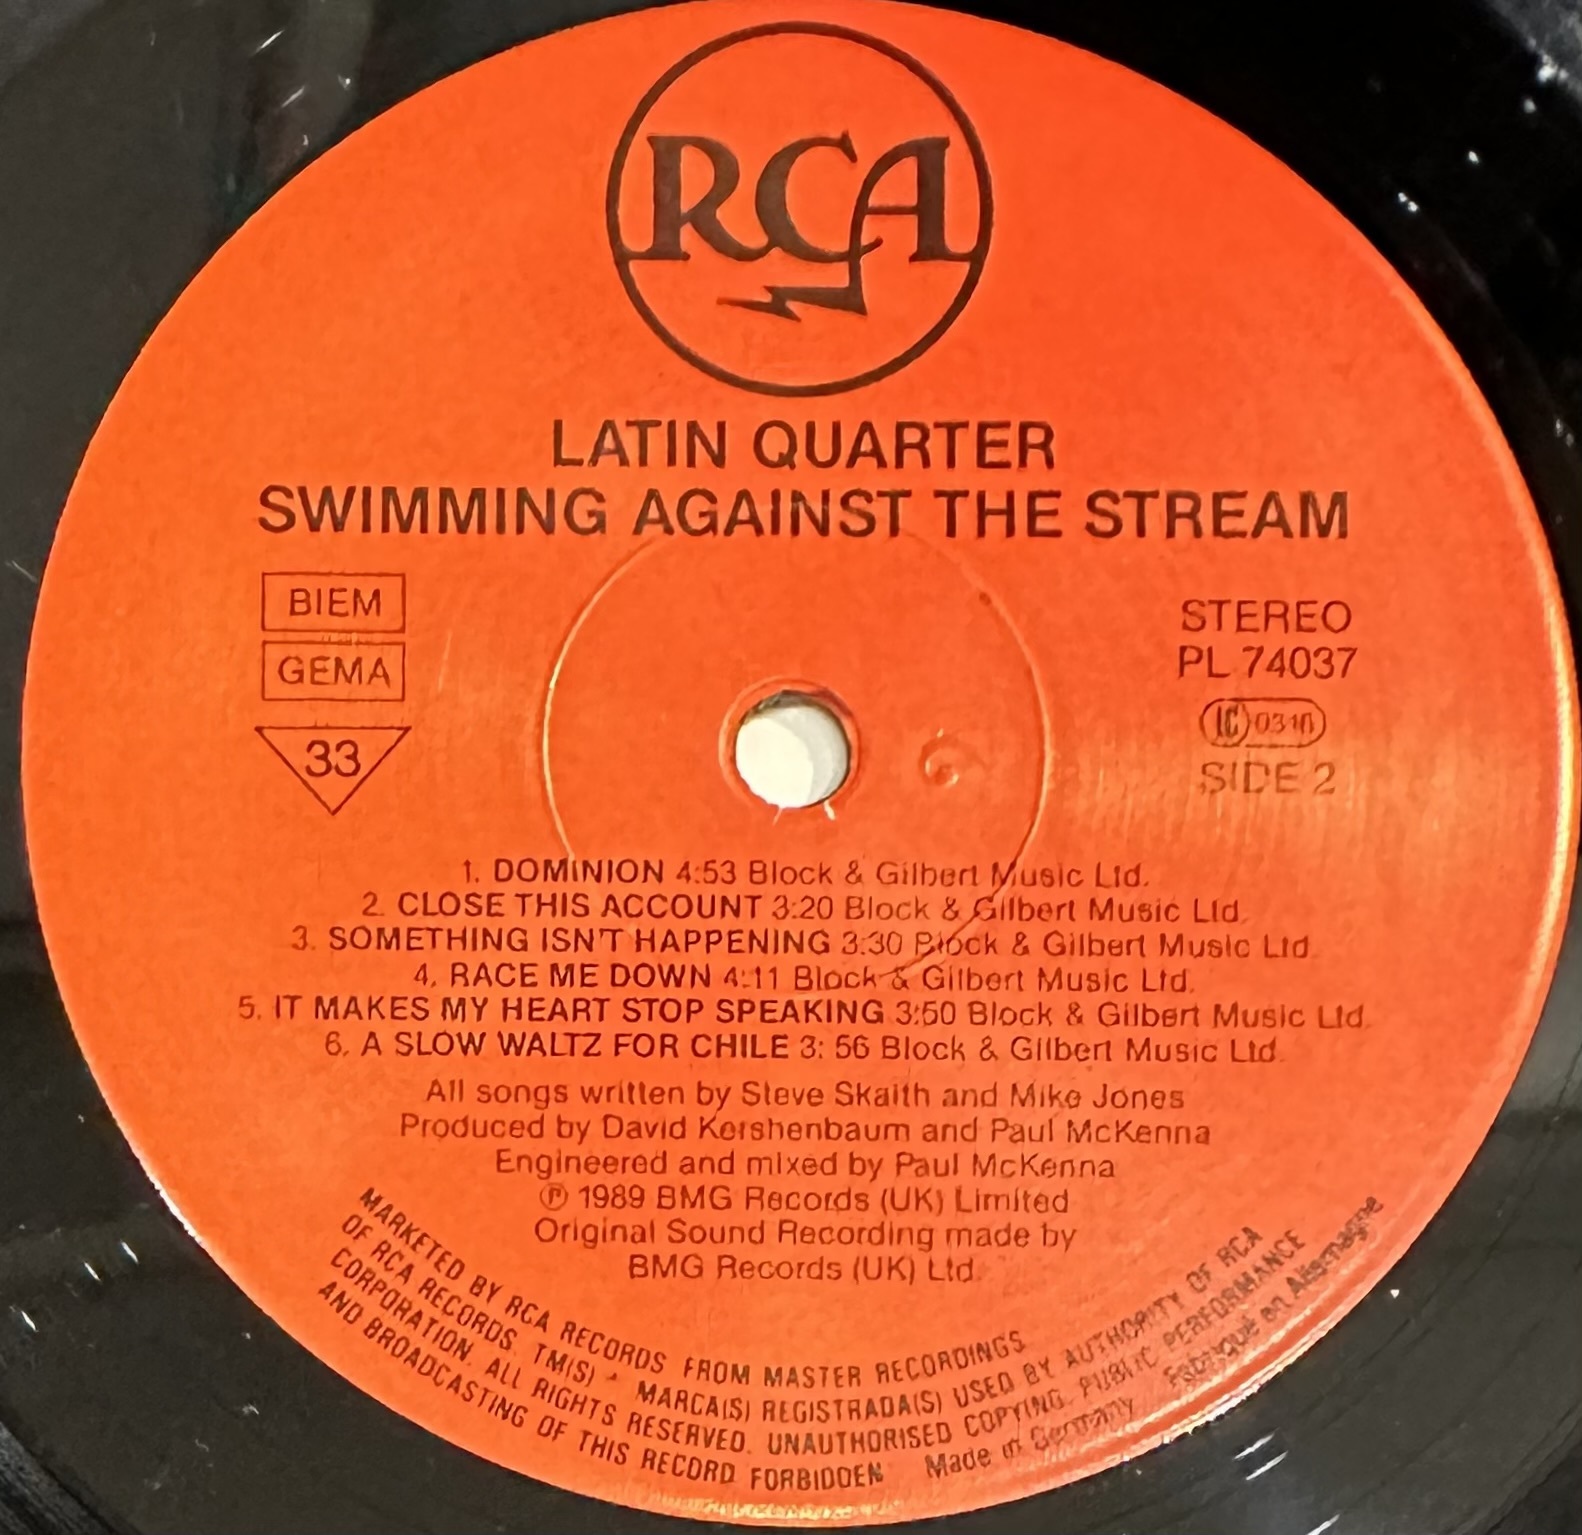 RCA
LATIN QUARTER
SWIMMING AGAINST THE STREAM
BIEM
GEMA
33
STEREO
PL 74037
LC
SIDE 2
1. DOMINION 4:53 Block & Gilbert Music Ltd.
2. CLOSE THIS ACCOUNT 3:20 Block & Gilbert Music Ltd.
3. SOMETHING ISN'T HAPPENING 3:30 Block & Gilbert Music Ltd.
4. RACE ME DOWN 4:11 Block & Gilbert Music Ltd.
5. IT MAKES MY HEART STOP SPEAKING 3:50 Block & Gilbert Music Ltd.
6. A SLOW WALTZ FOR CHILE 3: 56 Block & Gilbert Music Ltd.
All songs written by Steve Skaith and Mike Jones
Produced by David Kershenbaum and Paul McKenna
Engineered and mixed by Paul McKenna
℗ 1989 BMG Records (UK) Limited
Original Sound Recording made by
BMG Records (UK) Ltd.
MARKETED BY RCA RECORDS FROM MASTER RECORDINGS
OF RCA RECORDS. TM(S) - MARCA(S) REGISTRADA(S) USED BY AUTHORITY OF RCA
CORPORATION. ALL RIGHTS RESERVED. UNAUTHORISED COPYING, PUBLIC PERFORMANCE
AND BROADCASTING OF THIS RECORD FORBIDDEN Made in Germany Fabriqué en Allemagne